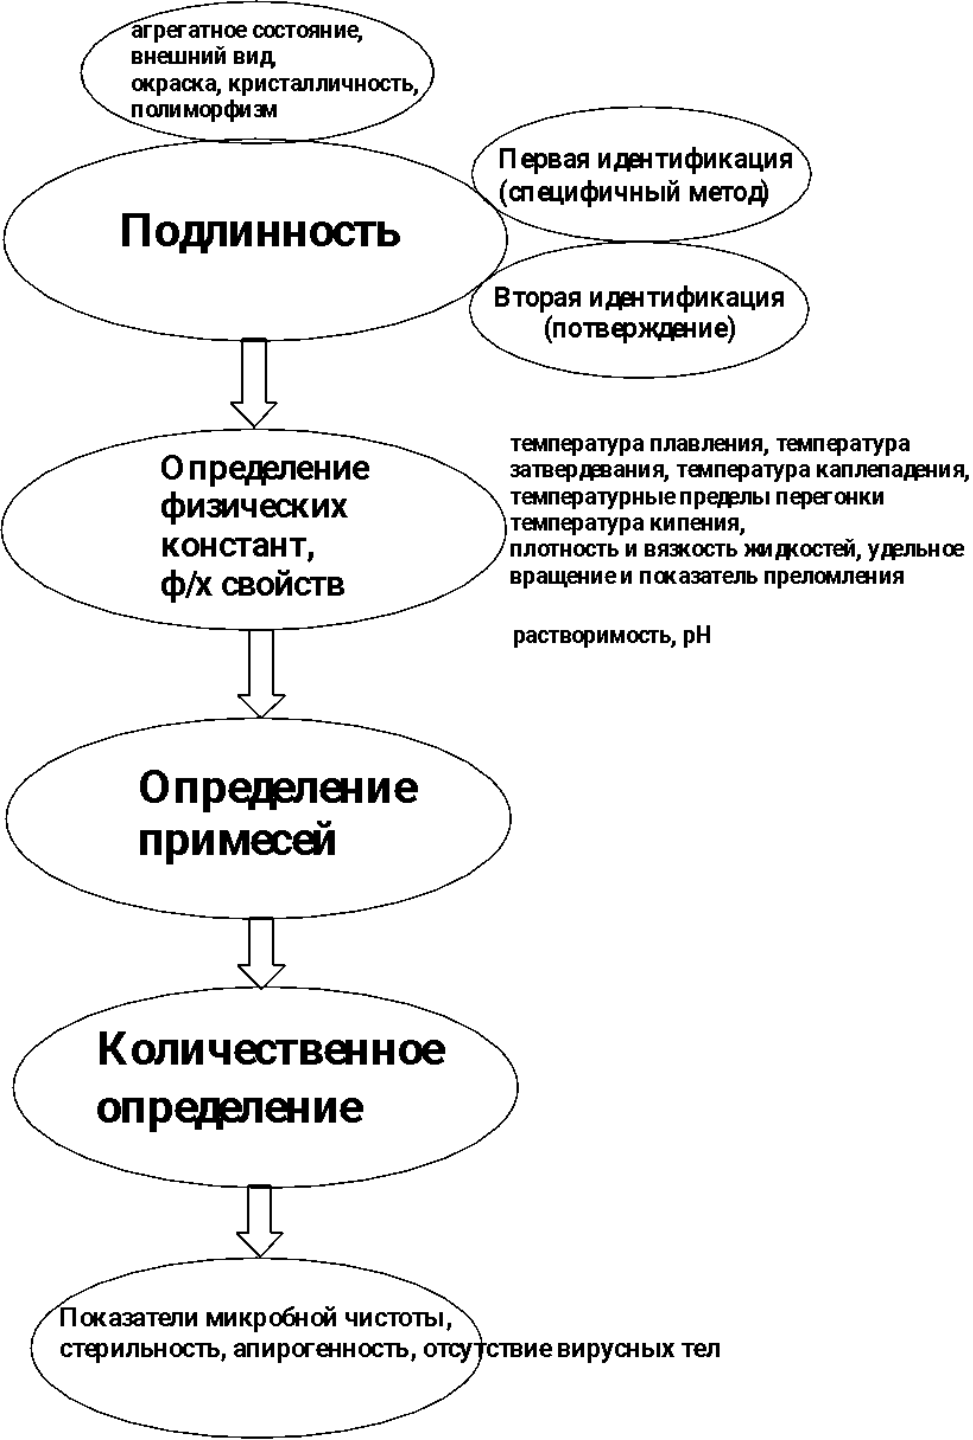 агрегатное состояние,
внешний вид,
окраска, кристалличность,
полиморфизм
Подлинность
Первая идентификация
(специфичный метод)
Вторая идентификация
(потверждение)
Определение
физических
констант,
ф/х свойств
температура плавления, температура
затвердевания, температура каплепадения,
температурные пределы перегонки
температура кипения,
плотность и вязкость жидкостей, удельное
вращение и показатель преломления
растворимость, pH
Определение
примесей
Количественное
определение
Показатели микробной чистоты,
стерильность, апирогенность, отсутствие вирусных тел